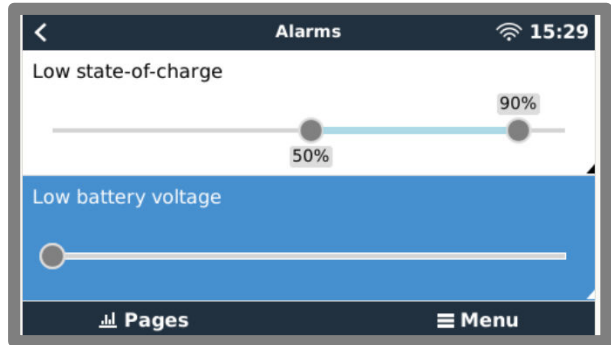 Alarms 15:29
Low state-of-charge
90%
50%
Low battery voltage
Pages Menu